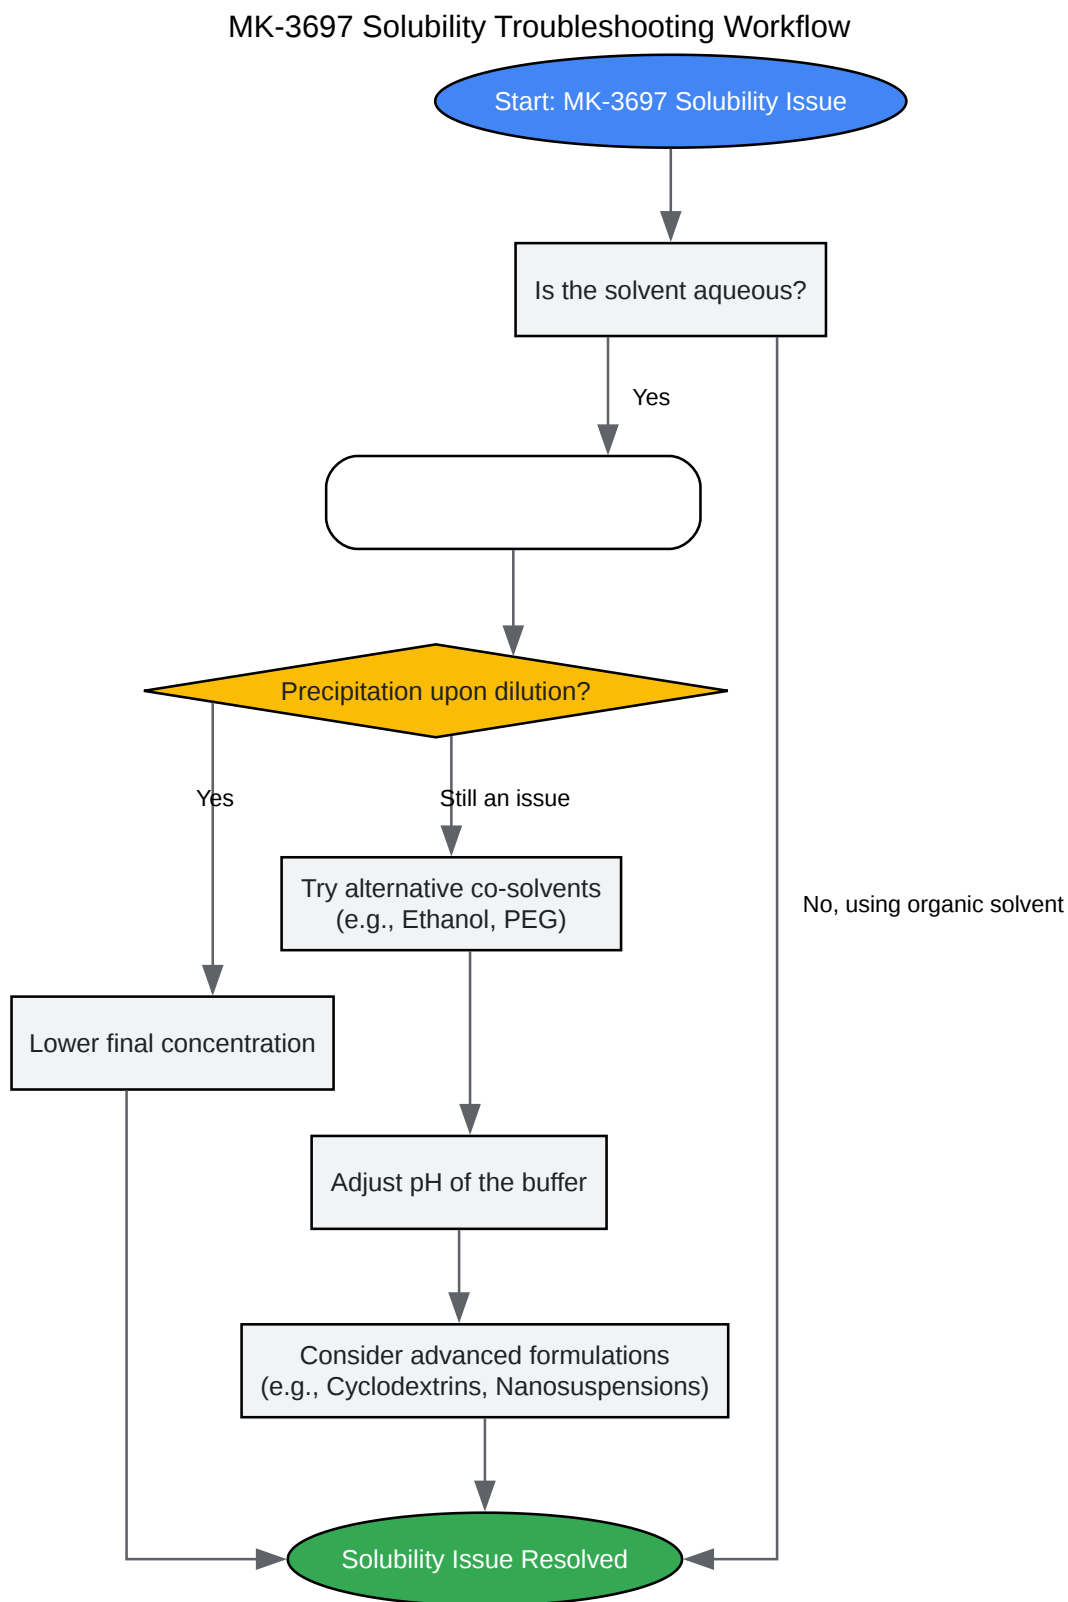 MK-3697 Solubility Troubleshooting Workflow
Start: MK-3697 Solubility Issue
Is the solvent aqueous?
Yes
Precipitation upon dilution?
Yes
Still an issue
Try alternative co-solvents
(e.g., Ethanol, PEG)
No, using organic solvent
Lower final concentration
Adjust pH of the buffer
Consider advanced formulations
(e.g., Cyclodextrins, Nanosuspensions)
Solubility Issue Resolved